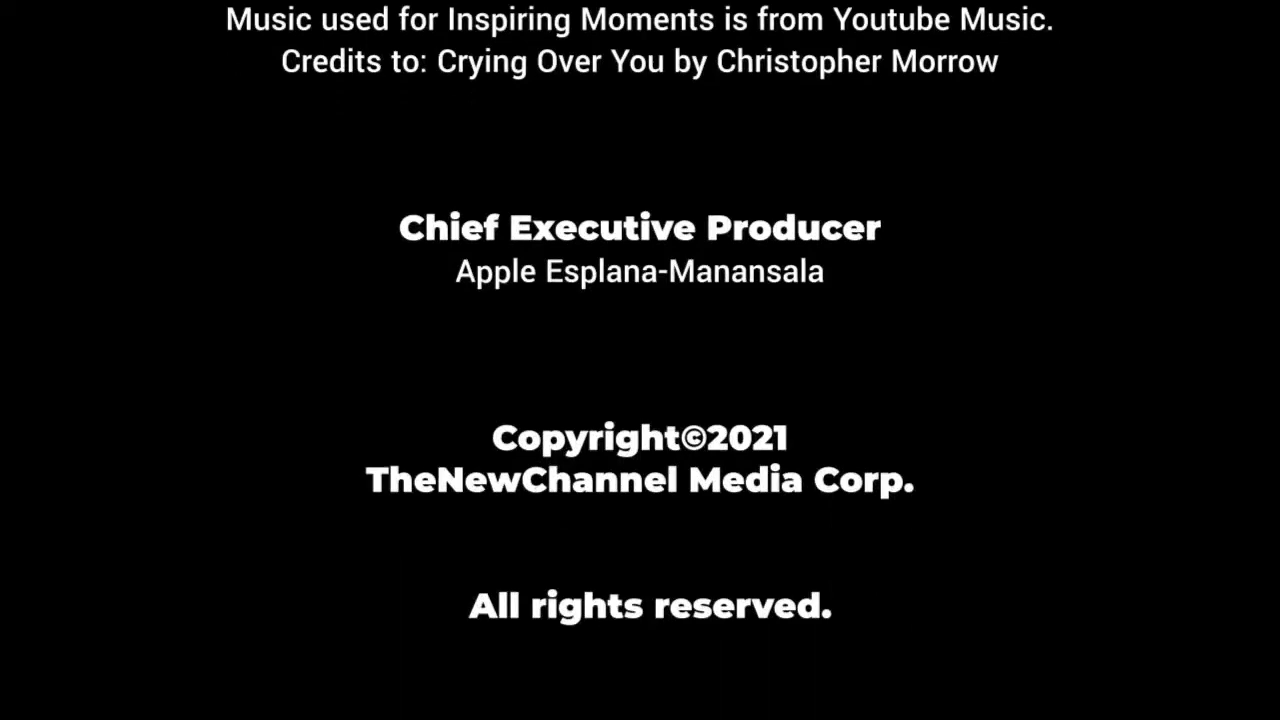 Music used for Inspiring Moments is from Youtube Music.
Credits to: Crying Over You by Christopher Morrow
Chief Executive Producer
Apple Esplana-Manansala
Copyright©2021
TheNewChannel Media Corp.
All rights reserved.